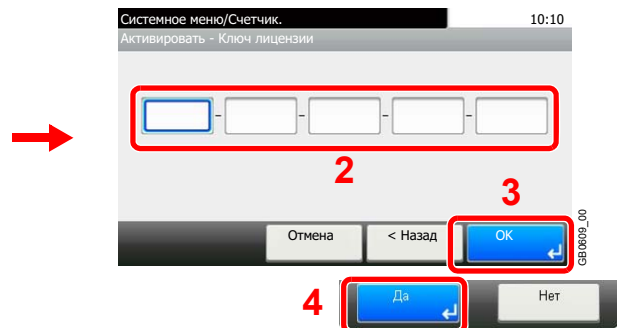 Системное меню/Счетчик. 10:10
Активировать - Ключ лицензии
- - - -
2
3
Отмена < Назад OK
GB0609_00
4 Да Нет